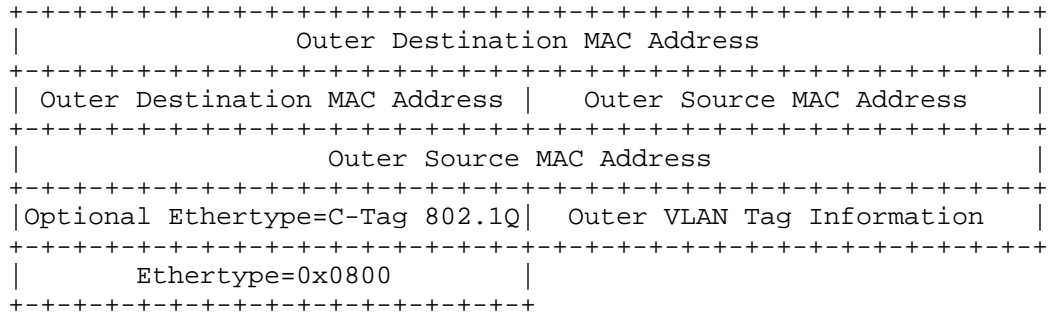 +-+-+-+-+-+-+-+-+-+-+-+-+-+-+-+-+-+-+-+-+-+-+-+-+-+-+-+-+-+-+-+-+
|                  Outer Destination MAC Address                 |
+-+-+-+-+-+-+-+-+-+-+-+-+-+-+-+-+-+-+-+-+-+-+-+-+-+-+-+-+-+-+-+-+
| Outer Destination MAC Address |   Outer Source MAC Address    |
+-+-+-+-+-+-+-+-+-+-+-+-+-+-+-+-+-+-+-+-+-+-+-+-+-+-+-+-+-+-+-+-+
|                   Outer Source MAC Address                    |
+-+-+-+-+-+-+-+-+-+-+-+-+-+-+-+-+-+-+-+-+-+-+-+-+-+-+-+-+-+-+-+-+
|Optional Ethertype=C-Tag 802.1Q|  Outer VLAN Tag Information   |
+-+-+-+-+-+-+-+-+-+-+-+-+-+-+-+-+-+-+-+-+-+-+-+-+-+-+-+-+-+-+-+-+
|       Ethertype=0x0800        |
+-+-+-+-+-+-+-+-+-+-+-+-+-+-+-+-+